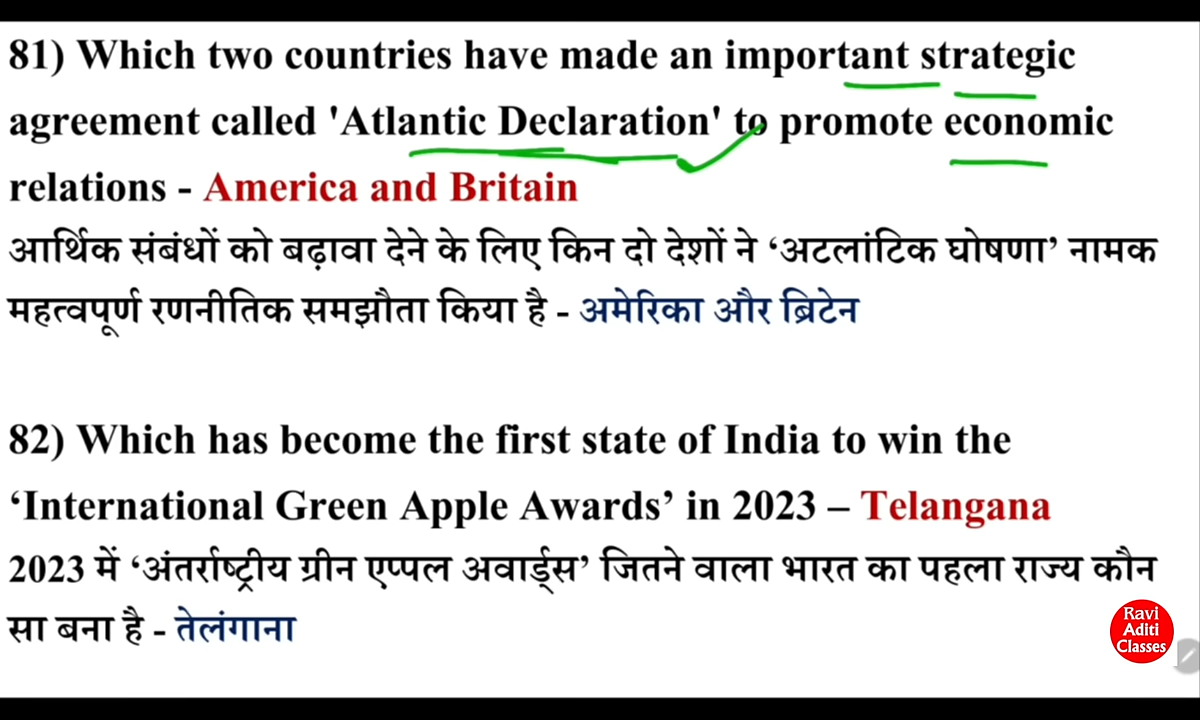 81) Which two countries have made an important strategic
agreement called 'Atlantic Declaration' to promote economic
relations - America and Britain
आर्थिक संबंधों को बढ़ावा देने के लिए किन दो देशों ने ‘अटलांटिक घोषणा’ नामक
महत्वपूर्ण रणनीतिक समझौता किया है - अमेरिका और ब्रिटेन
82) Which has become the first state of India to win the
‘International Green Apple Awards’ in 2023 – Telangana
2023 में ‘अंतर्राष्ट्रीय ग्रीन एप्पल अवार्ड्स’ जितने वाला भारत का पहला राज्य कौन
सा बना है - तेलंगाना
Ravi
Aditi
Classes